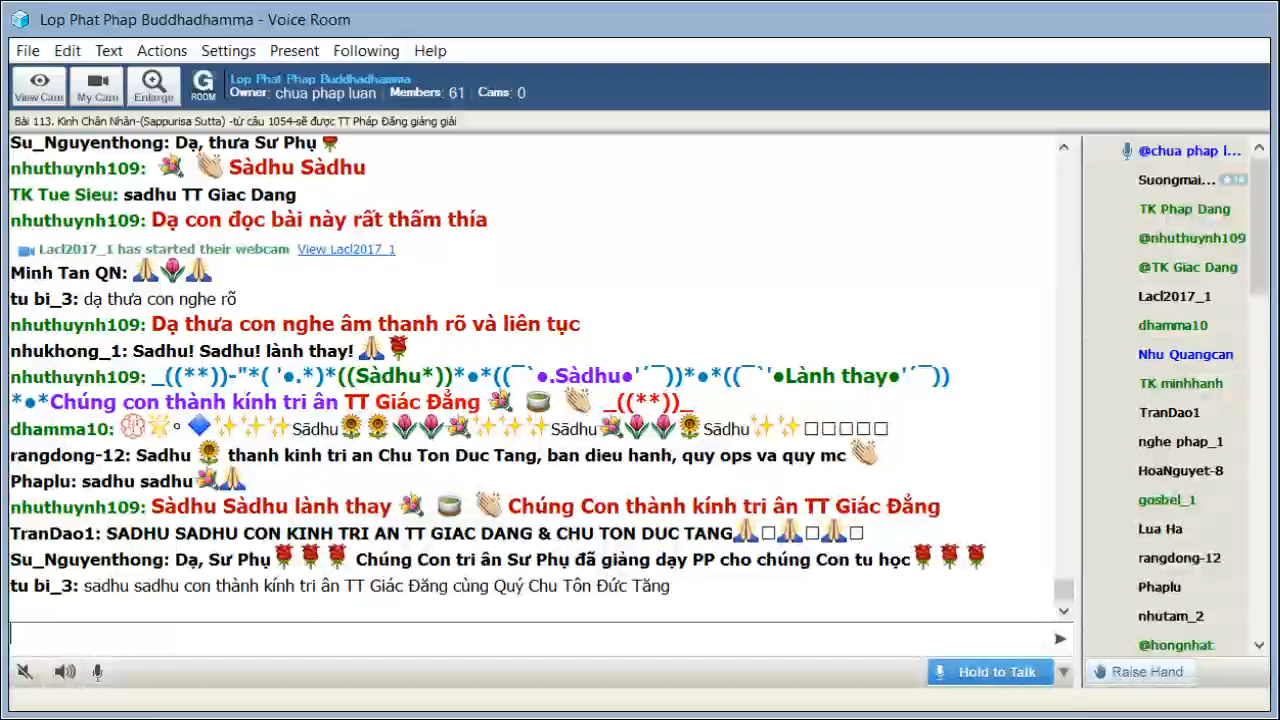 Lop Phat Phap Buddhadhamma - Voice Room
File Edit Text Actions Settings Present Following Help
View Cam My Cam Enlarge G ROOM Lop Phat Phap Buddhadhamma
Owner: chua phap luan Members: 61 Cams: 0
Bài 113. Kinh Chân Nhân-(Sappurisa Sutta) -từ câu 1054-sẽ được TT Pháp Đăng giảng giải
Su_Nguyenthong: Dạ, thưa Sư Phụ 🌹
nhuthuynh109: 💐 👏 Sàdhu Sàdhu
TK Tue Sieu: sadhu TT Giac Dang
nhuthuynh109: Dạ con đọc bài này rất thấm thía
Lacl2017_1 has started their webcam View Lacl2017_1
Minh Tan QN: 🙏🌷🙏
tu bi_3: dạ thưa con nghe rõ
nhuthuynh109: Dạ thưa con nghe âm thanh rõ và liên tục
nhukhong_1: Sadhu! Sadhu! lành thay! 🙏🌹
nhuthuynh109: _((**))-"*( '●.*)*((Sàdhu*))*●*((¯`●.Sàdhu●'´¯))*●*((¯`'●Lành thay●'´¯))
*●*Chúng con thành kính tri ân TT Giác Đẳng 💐 🍵 👏 _((**))_
dhamma10: 💮🌟⚬🔷✨✨✨Sādhu🌻🌻🌷🌷💐✨✨✨Sādhu💐🌷🌷🌻Sādhu✨✨□□□□□
rangdong-12: Sadhu 🌻 thanh kinh tri an Chu Ton Duc Tang, ban dieu hanh, quy ops va quy mc 👏
Phaplu: sadhu sadhu💐🙏
nhuthuynh109: Sàdhu Sàdhu lành thay 💐 🍵 👏 Chúng Con thành kính tri ân TT Giác Đẳng
TranDao1: SADHU SADHU CON KINH TRI AN TT GIAC DANG & CHU TON DUC TANG🙏□🙏□🙏□
Su_Nguyenthong: Dạ, Sư Phụ🌹🌹🌹 Chúng Con tri ân Sư Phụ đã giảng dạy PP cho chúng Con tu học🌹🌹🌹
tu bi_3: sadhu sadhu con thành kính tri ân TT Giác Đăng cùng Quý Chu Tôn Đức Tăng
Hold to Talk
@chua phap l...
Suongmai...
TK Phap Dang
@nhuthuynh109
@TK Giac Dang
Lacl2017_1
dhamma10
Nhu Quangcan
TK minhhanh
TranDao1
nghe phap_1
HoaNguyet-8
gosbel_1
Lua Ha
rangdong-12
Phaplu
nhutam_2
@hongnhat
Raise Hand